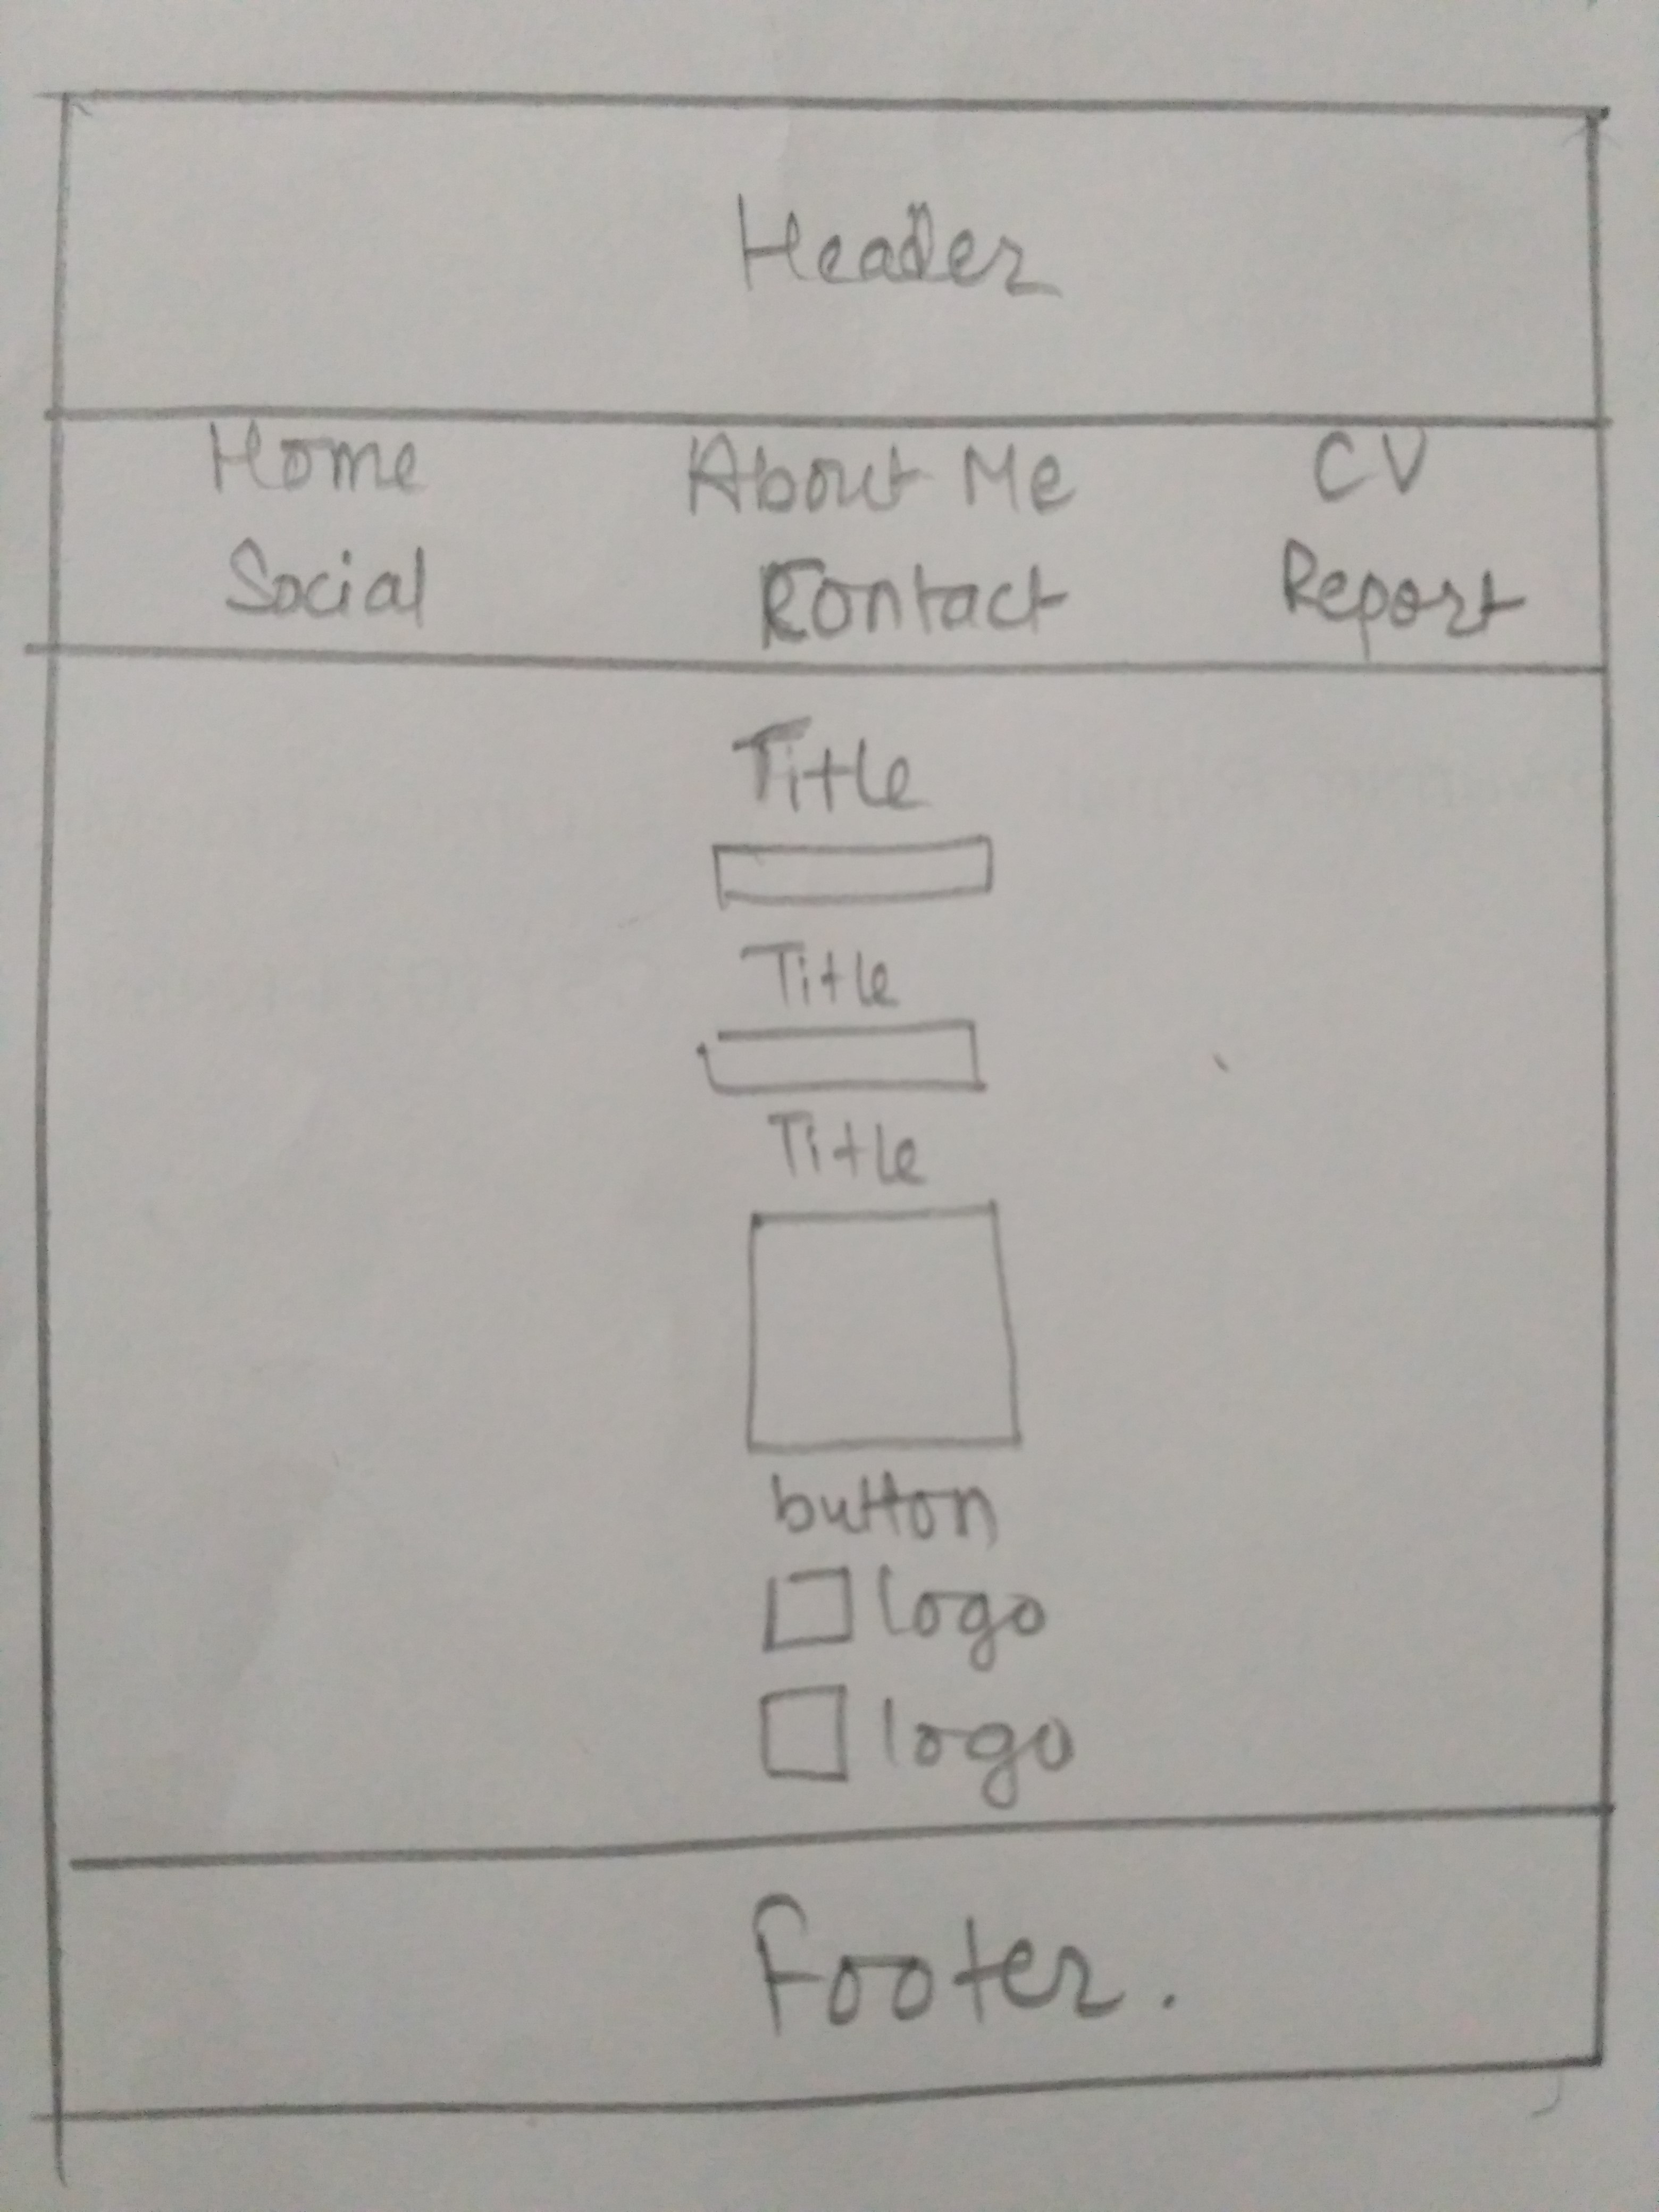 Header
Home About Me CV
Social Contact Report
Title
Title
Title
button
logo
logo
Footer.